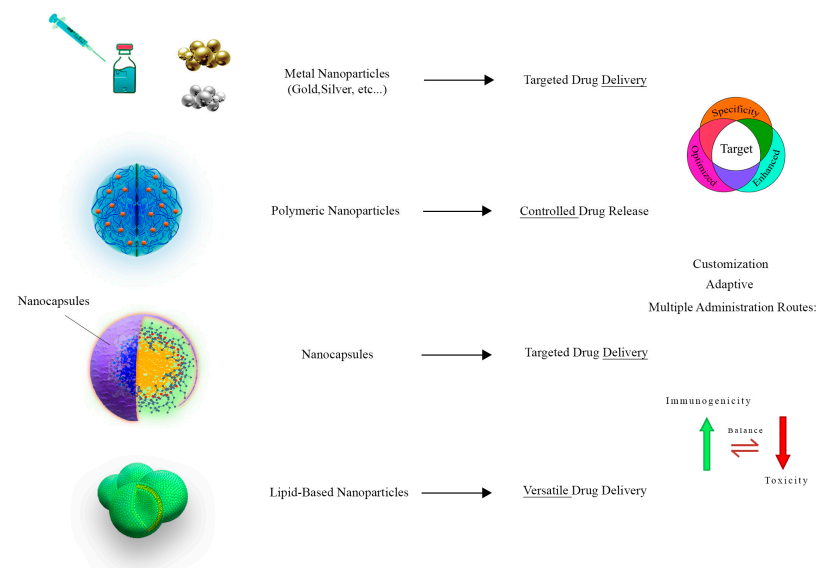 Metal Nanoparticles
(Gold,Silver, etc...)
Targeted Drug Delivery
Specificity
Optimized
Target
Enhanced
Polymeric Nanoparticles
Controlled Drug Release
Customization
Adaptive
Multiple Administration Routes:
Nanocapsules
Nanocapsules
Targeted Drug Delivery
Immunogenicity
Balance
Toxicity
Lipid-Based Nanoparticles
Versatile Drug Delivery